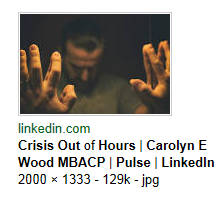 linkedin.com
Crisis Out of Hours | Carolyn E
Wood MBACP | Pulse | LinkedIn
2000 × 1333 - 129k - jpg